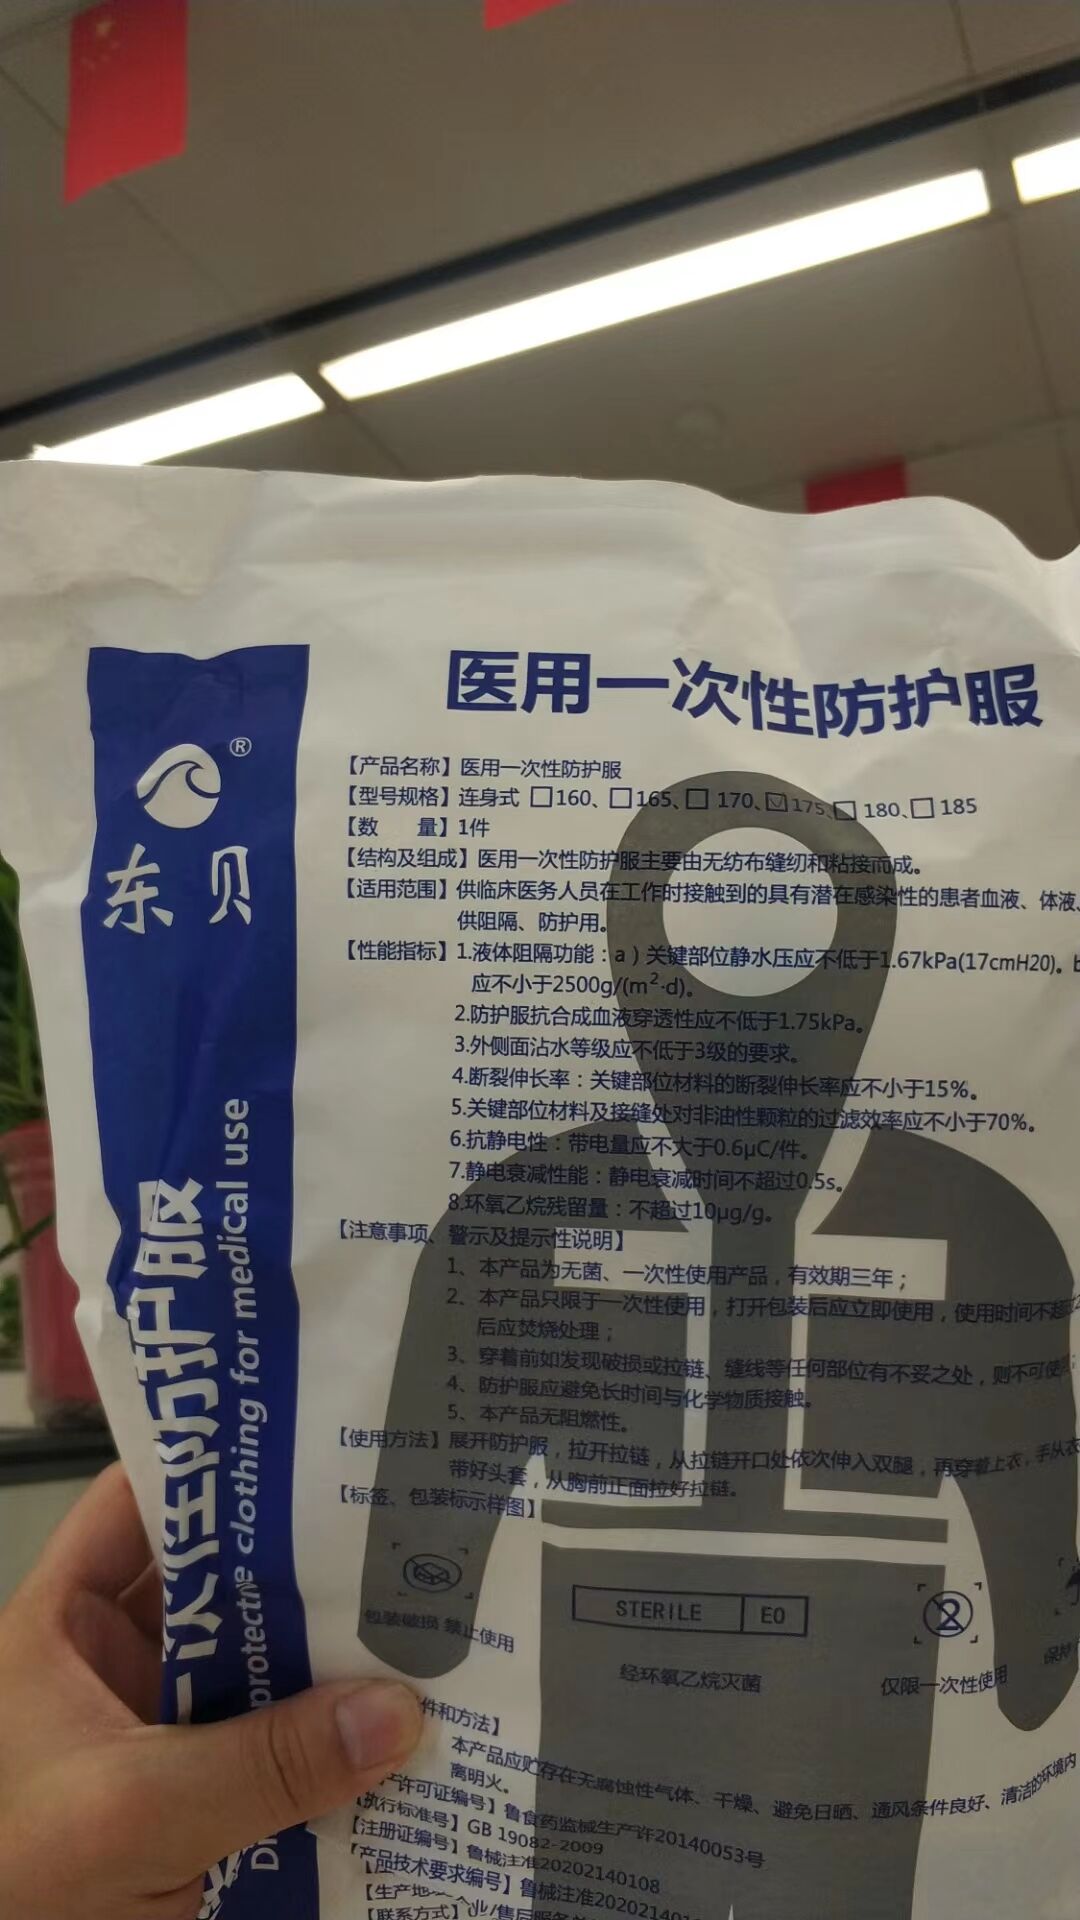 医用一次性防护服
®
东贝
【产品名称】医用一次性防护服
【型号规格】连身式 □160、□165、□170、☑175、□180、□185
【数 量】1件
【结构及组成】医用一次性防护服主要由无纺布缝纫和粘接而成。
【适用范围】供临床医务人员在工作时接触到的具有潜在感染性的患者血液、体液、
供阻隔、防护用。
【性能指标】1.液体阻隔功能：a）关键部位静水压应不低于1.67kPa(17cmH20)。b
应不小于2500g/(m²·d)。
2.防护服抗合成血液穿透性应不低于1.75kPa。
3.外侧面沾水等级应不低于3级的要求。
4.断裂伸长率：关键部位材料的断裂伸长率应不小于15%。
5.关键部位材料及接缝处对非油性颗粒的过滤效率应不小于70%。
6.抗静电性：带电量应不大于0.6μC/件。
7.静电衰减性能：静电衰减时间不超过0.5s。
8.环氧乙烷残留量：不超过10μg/g。
【注意事项、警示及提示性说明】
1、本产品为无菌、一次性使用产品，有效期三年；
2、本产品只限于一次性使用，打开包装后应立即使用，使用时间不超过
后应焚烧处理；
3、穿着前如发现破损或拉链、缝线等任何部位有不妥之处，则不可使用；
4、防护服应避免长时间与化学物质接触。
5、本产品无阻燃性。
【使用方法】展开防护服，拉开拉链，从拉链开口处依次伸入双腿，再穿着上衣，手从衣
带好头套，从胸前正面拉好拉链。
【标签、包装标示样图】
包装破损 禁止使用
STERILE EO
经环氧乙烷灭菌
仅限一次性使用
保持
件和方法】
本产品应贮存在无腐蚀性气体、干燥、避免日晒、通风条件良好、清洁的环境内
离明火。
产许可证编号】鲁食药监械生产许20140053号
【执行标准号】GB 19082-2009
【注册证编号】鲁械注准20202140108
【产品技术要求编号】鲁械注准202021401
【生产地
【联系方式】
一次性防护服
protective clothing for medical use